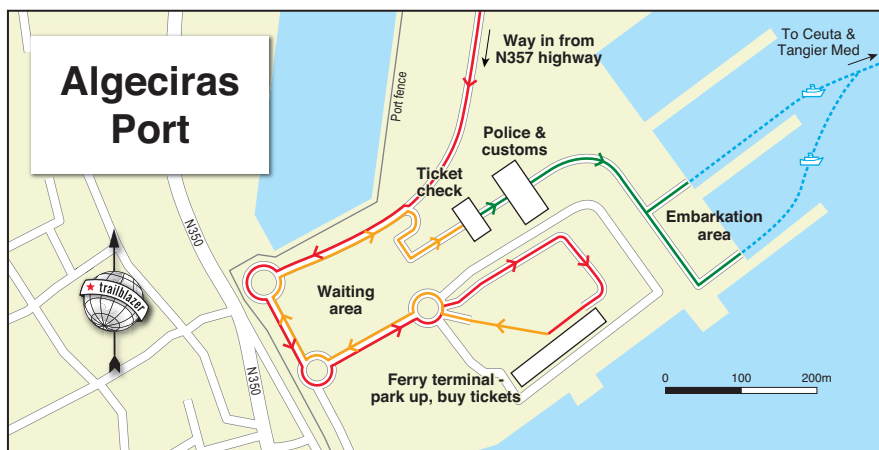 Algeciras
Port
Way in from
N357 highway
To Ceuta &
Tangier Med
Port fence
Police &
customs
Ticket
check
N350
Embarkation
area
trailblazer
Waiting
area
N350
Ferry terminal -
park up, buy tickets
0 100 200m